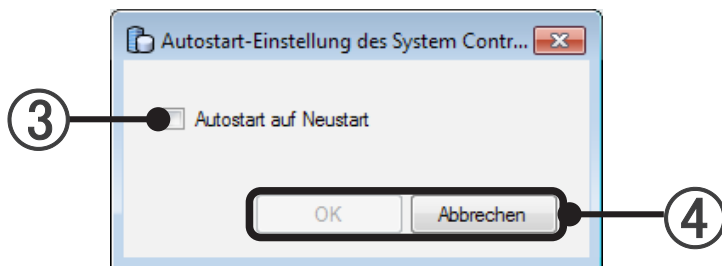 Autostart-Einstellung des System Contr...
③ Autostart auf Neustart
OK Abbrechen ④